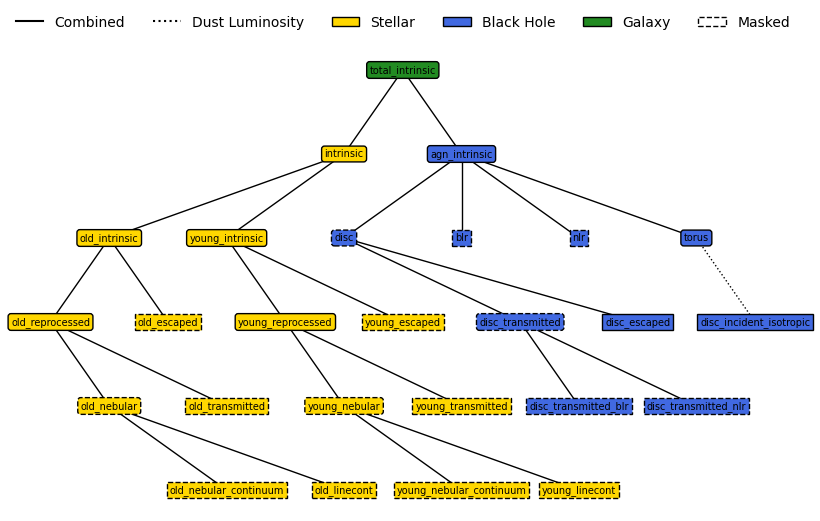 Combined Dust Luminosity Stellar Black Hole Galaxy Masked
total_intrinsic
intrinsic agn_intrinsic
old_intrinsic young_intrinsic disc blr nlr torus
old_reprocessed old_escaped young_reprocessed young_escaped disc_transmitted disc_escaped disc_incident_isotropic
old_nebular old_transmitted young_nebular young_transmitted disc_transmitted_blr disc_transmitted_nlr
old_nebular_continuum old_linecont young_nebular_continuum young_linecont